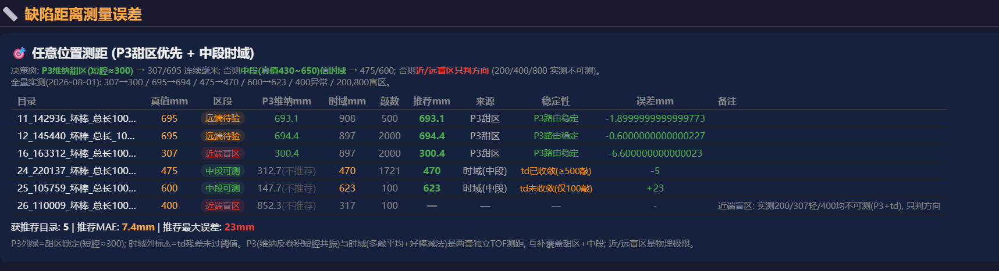 缺陷距离测量误差
任意位置测距 (P3甜区优先 + 中段时域)
决策树: P3维纳甜区(短腔≈300) → 307/695 连续毫米; 否则中段(真值430~650)信时域 → 475/600; 否则近/远盲区只判方向 (200/400/800 实测不可测)。
全量实测(2026-08-01): 307→300 / 695→694 / 475→470 / 600→623 / 400异常 / 200,800盲区。
目录 真值mm 区段 P3维纳mm 时域mm 敲数 推荐mm 来源 稳定性 误差mm 备注
11_142936_坏棒_总长100... 695 远端待验 693.1 908 500 693.1 P3甜区 P3路由稳定 -1.8999999999999773
12_145440_坏棒_总长_10... 695 远端待验 694.4 897 2000 694.4 P3甜区 P3路由稳定 -0.6000000000000227
16_163312_坏棒_总长100... 307 近端盲区 300.4 897 2000 300.4 P3甜区 P3路由稳定 -6.600000000000023
24_220137_坏棒_总长100... 475 中段可测 312.7(不推荐) 470 1721 470 时域(中段) td已收敛(≥500敲) -5
25_105759_坏棒_总长100... 600 中段可测 147.7(不推荐) 623 100 623 时域(中段) td未收敛(仅100敲) +23
26_110009_坏棒_总长100... 400 近端盲区 852.3(不推荐) 317 100 — — — - 近端盲区: 实测200/307轻/400均不可测(P3+td), 只判方向
获推荐目录: 5 | 推荐MAE: 7.4mm | 推荐最大误差: 23mm
P3列绿=甜区锁定(短腔≈300); 时域列标⚠=td残差未过阈值。P3(维纳反卷积短腔共振)与时域(多敲平均+好棒减法)是两套独立TOF测距, 互补覆盖甜区+中段; 近/远盲区是物理极限。